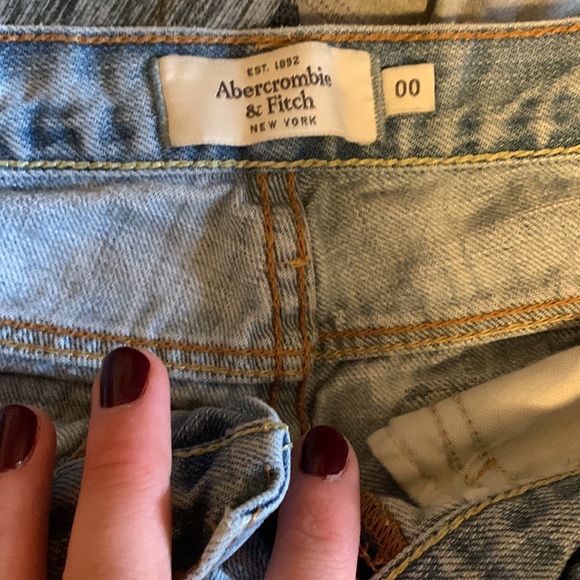 EST. 1892
Abercrombie
& Fitch
NEW YORK
00